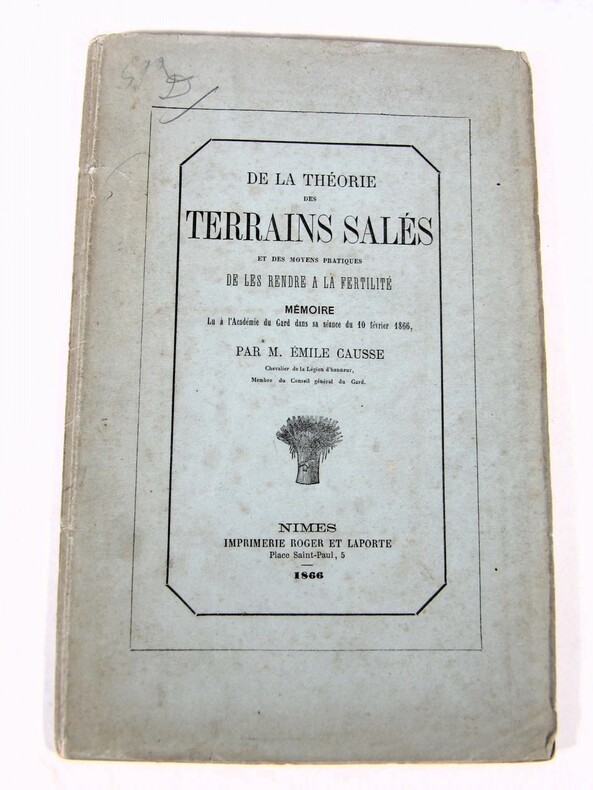 DE LA THÉORIE
DES
TERRAINS SALÉS
ET DES MOYENS PRATIQUES
DE LES RENDRE A LA FERTILITÉ
MÉMOIRE
Lu à l'Académie du Gard dans sa séance du 10 février 1866,
PAR M. ÉMILE CAUSSE
Chevalier de la Légion d'honneur,
Membre du Conseil général du Gard.
NIMES
IMPRIMERIE ROGER ET LAPORTE
Place Saint-Paul, 5
1866